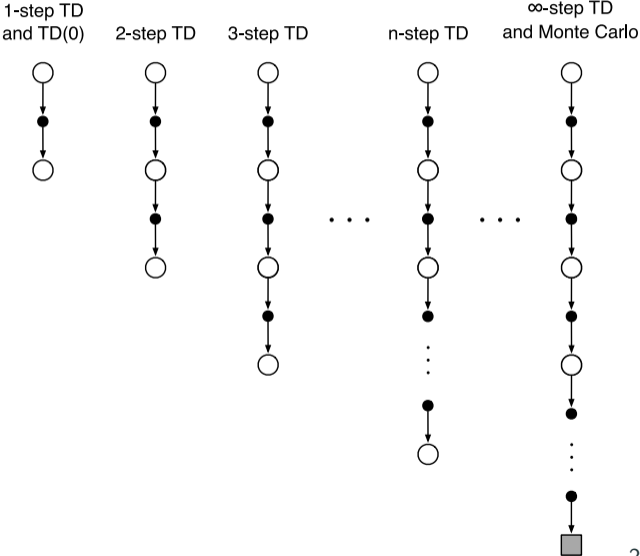 1-step TD
and TD(0)
2-step TD
3-step TD
n-step TD
∞-step TD
and Monte Carlo
· · ·
· · ·
2